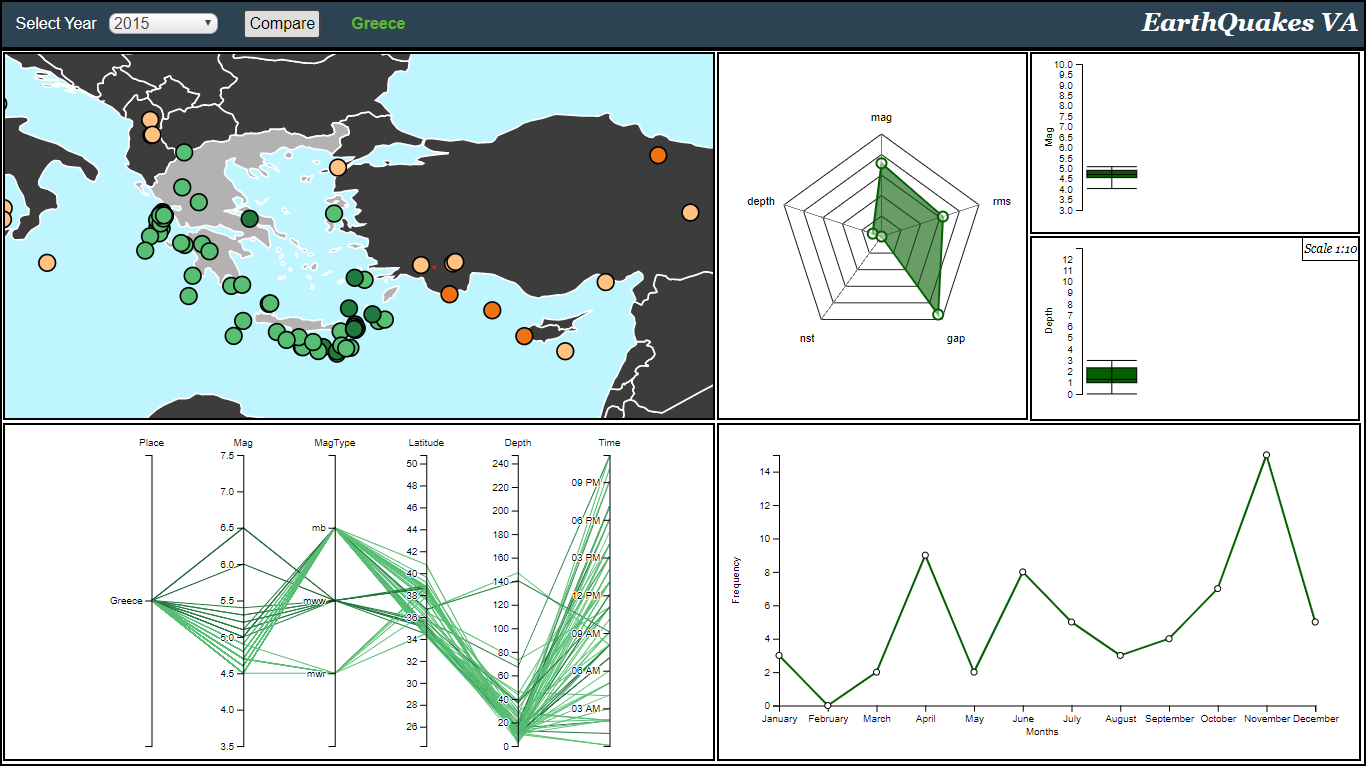 Select Year 2015 Compare Greece EarthQuakes VA
mag
rms
gap
nst
depth
Mag
10.0
9.5
9.0
8.5
8.0
7.5
7.0
6.5
6.0
5.5
5.0
4.5
4.0
3.5
3.0
Scale 1:10
Depth
12
11
10
9
8
7
6
5
4
3
2
1
0
Place Mag MagType Latitude Depth Time
Greece
7.5
7.0
6.5
6.0
5.5
5.0
4.5
4.0
3.5
mb
mww
mwr
50
48
46
44
42
40
38
36
34
32
30
28
26
240
220
200
180
160
140
120
100
80
60
40
20
0
09 PM
06 PM
03 PM
12 PM
09 AM
06 AM
03 AM
Frequency
14
12
10
8
6
4
2
0
January February March April May June July August September October November December
Months